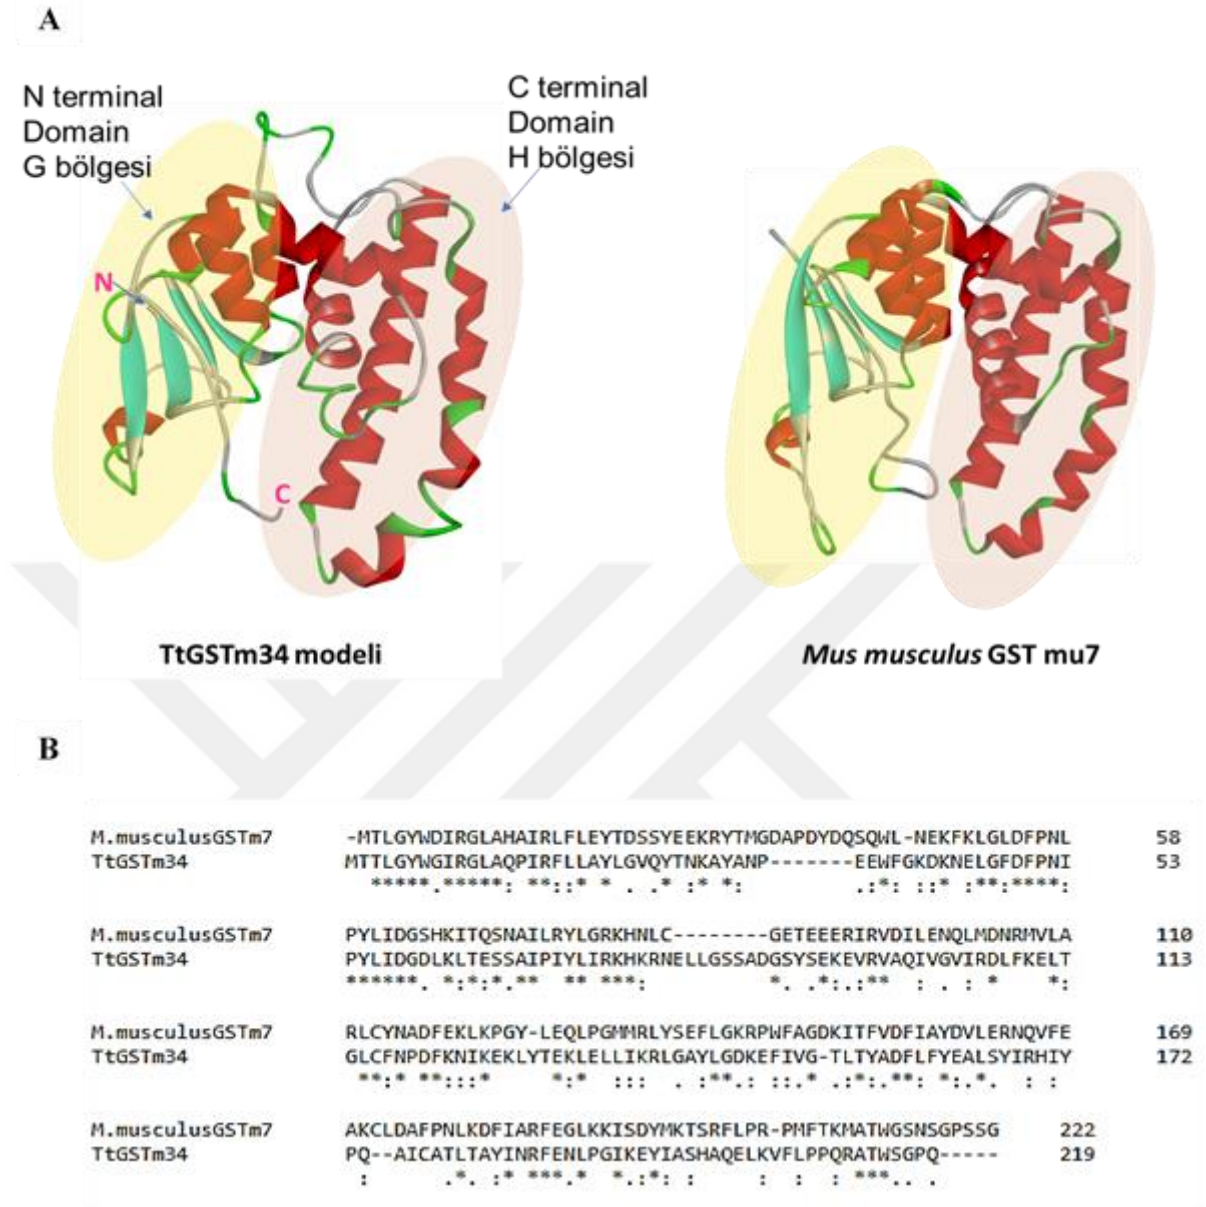 A
N terminal
Domain
G bölgesi
C terminal
Domain
H bölgesi
N
C
TtGSTm34 modeli
Mus musculus GST mu7
B
M.musculusGSTm7 -MTLGYWDIRGLAHAIRLFLEYTDSSYEEKRYTMGDAPDYDQSQWL-NEKFKLGLDFPNL 58
TtGSTm34 MTTLGYWGIRGLAQPIRFLLAYLGVQYTNKAYANP-------EEWFGKDKNELGFDFPNI 53
*****.*****: **::* * . .* :* *: .:*: ::* :**:****:
M.musculusGSTm7 PYLIDGSHKITQSNAILRYLGRKHNLC--------GETEEERIRVDILENQLMDNRMVLA 110
TtGSTm34 PYLIDGDLKLTESSAIPIYLIRKHKRNELLGSSADGSYSEKEVRVAQIVGVIRDLFKELT 113
******. *:*:*.** ** ***: *. .*:.:** : . : * *:
M.musculusGSTm7 RLCYNADFEKLKPGY-LEQLPGMMRLYSEFLGKRPWFAGDKITFVDFIAYDVLERNQVFE 169
TtGSTm34 GLCFNPDFKNIKEKLYTEKLELLIKRLGAYLGDKEFIVG-TLTYADFLFYEALSYIRHIY 172
**:* **:::* *:* ::: . :**.: ::.* .:*:.**: *:.*. : :
M.musculusGSTm7 AKCLDAFPNLKDFIARFEGLKKISDYMKTSRFLPR-PMFTKMATWGSNSGPSSG 222
TtGSTm34 PQ--AICATLTAYINRFENLPGIKEYIASHAQELKVFLPPQRATWSGPQ----- 219
: .*. :* ***.* *.:*: : : : : ***.. .